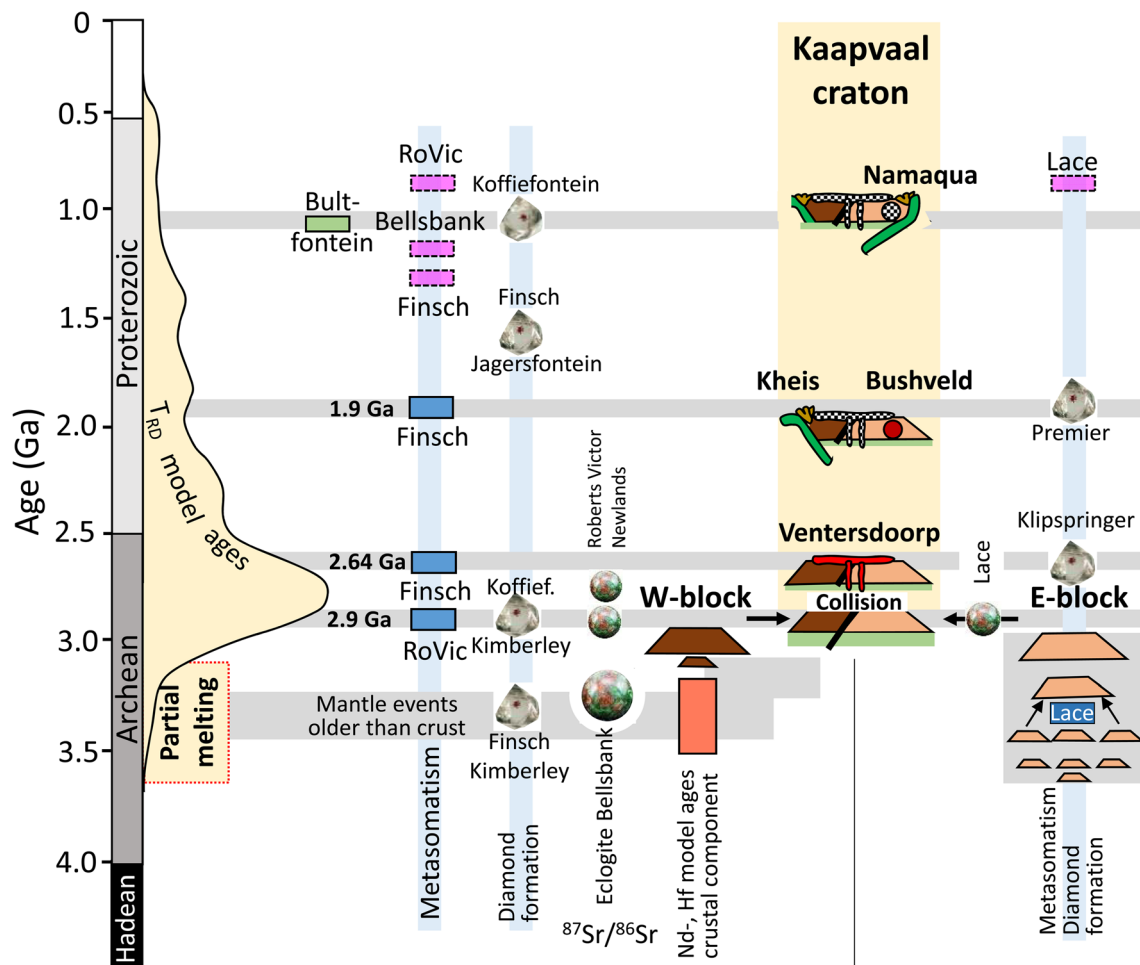 0
0.5
1.0
1.5
2.0
2.5
3.0
3.5
4.0
Age (Ga)
Proterozoic
Archean
Hadean
TRD model ages
Partial
melting
Bult-
fontein
RoVic
Bellsbank
Finsch
1.9 Ga
Finsch
2.64 Ga
Finsch
2.9 Ga
RoVic
Mantle events
older than crust
Metasomatism
Koffiefontein
Finsch
Jagersfontein
Koffief.
Kimberley
Finsch
Kimberley
Diamond
formation
Roberts Victor
Newlands
Eclogite Bellsbank
87Sr/86Sr
W-block
Nd-, Hf model ages
crustal component
Kaapvaal
craton
Namaqua
Kheis
Bushveld
Ventersdoorp
Collision
Lace
E-block
Lace
Premier
Klipspringer
Lace
Metasomatism
Diamond
formation